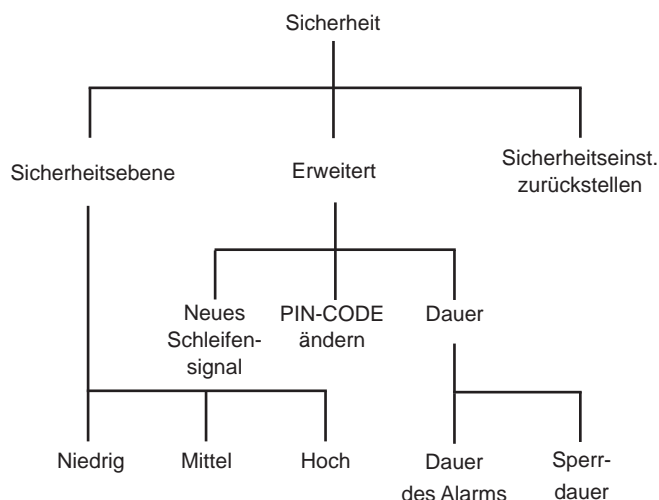 Sicherheit
Sicherheitsebene
Erweitert
Sicherheitseinst.
zurückstellen
Neues
Schleifen-
signal
PIN-CODE
ändern
Dauer
Niedrig
Mittel
Hoch
Dauer
des Alarms
Sperr-
dauer